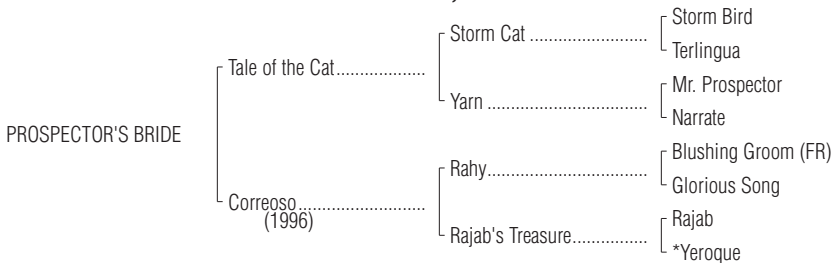 Storm Bird
Storm Cat ........................
Terlingua
Tale of the Cat...................
Mr. Prospector
Yarn ................................
Narrate
PROSPECTOR'S BRIDE
Blushing Groom (FR)
Rahy................................
Glorious Song
Correoso..........................
(1996)
Rajab
Rajab's Treasure...............
*Yeroque